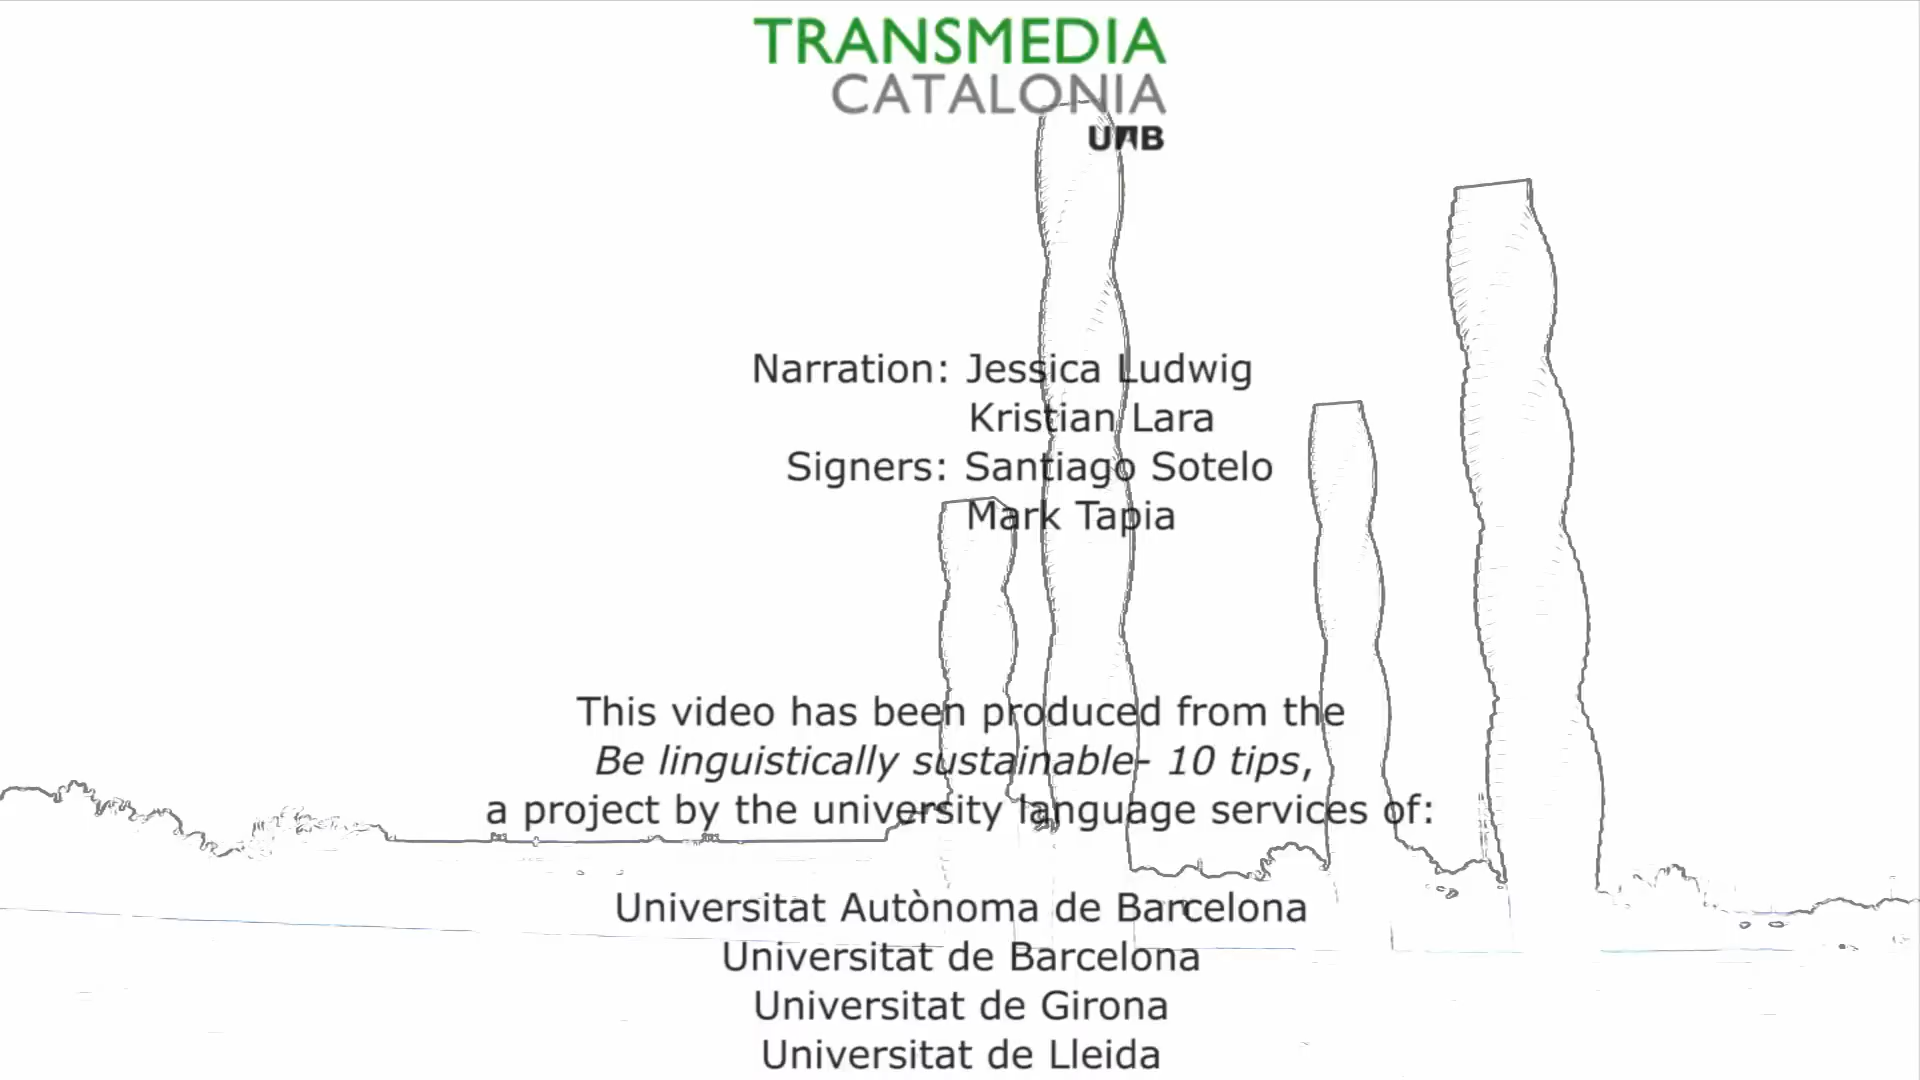 TRANSMEDIA
CATALONIA
UAB
Narration: Jessica Ludwig
Kristian Lara
Signers: Santiago Sotelo
Mark Tapia
This video has been produced from the
Be linguistically sustainable- 10 tips,
a project by the university language services of:
Universitat Autònoma de Barcelona
Universitat de Barcelona
Universitat de Girona
Universitat de Lleida